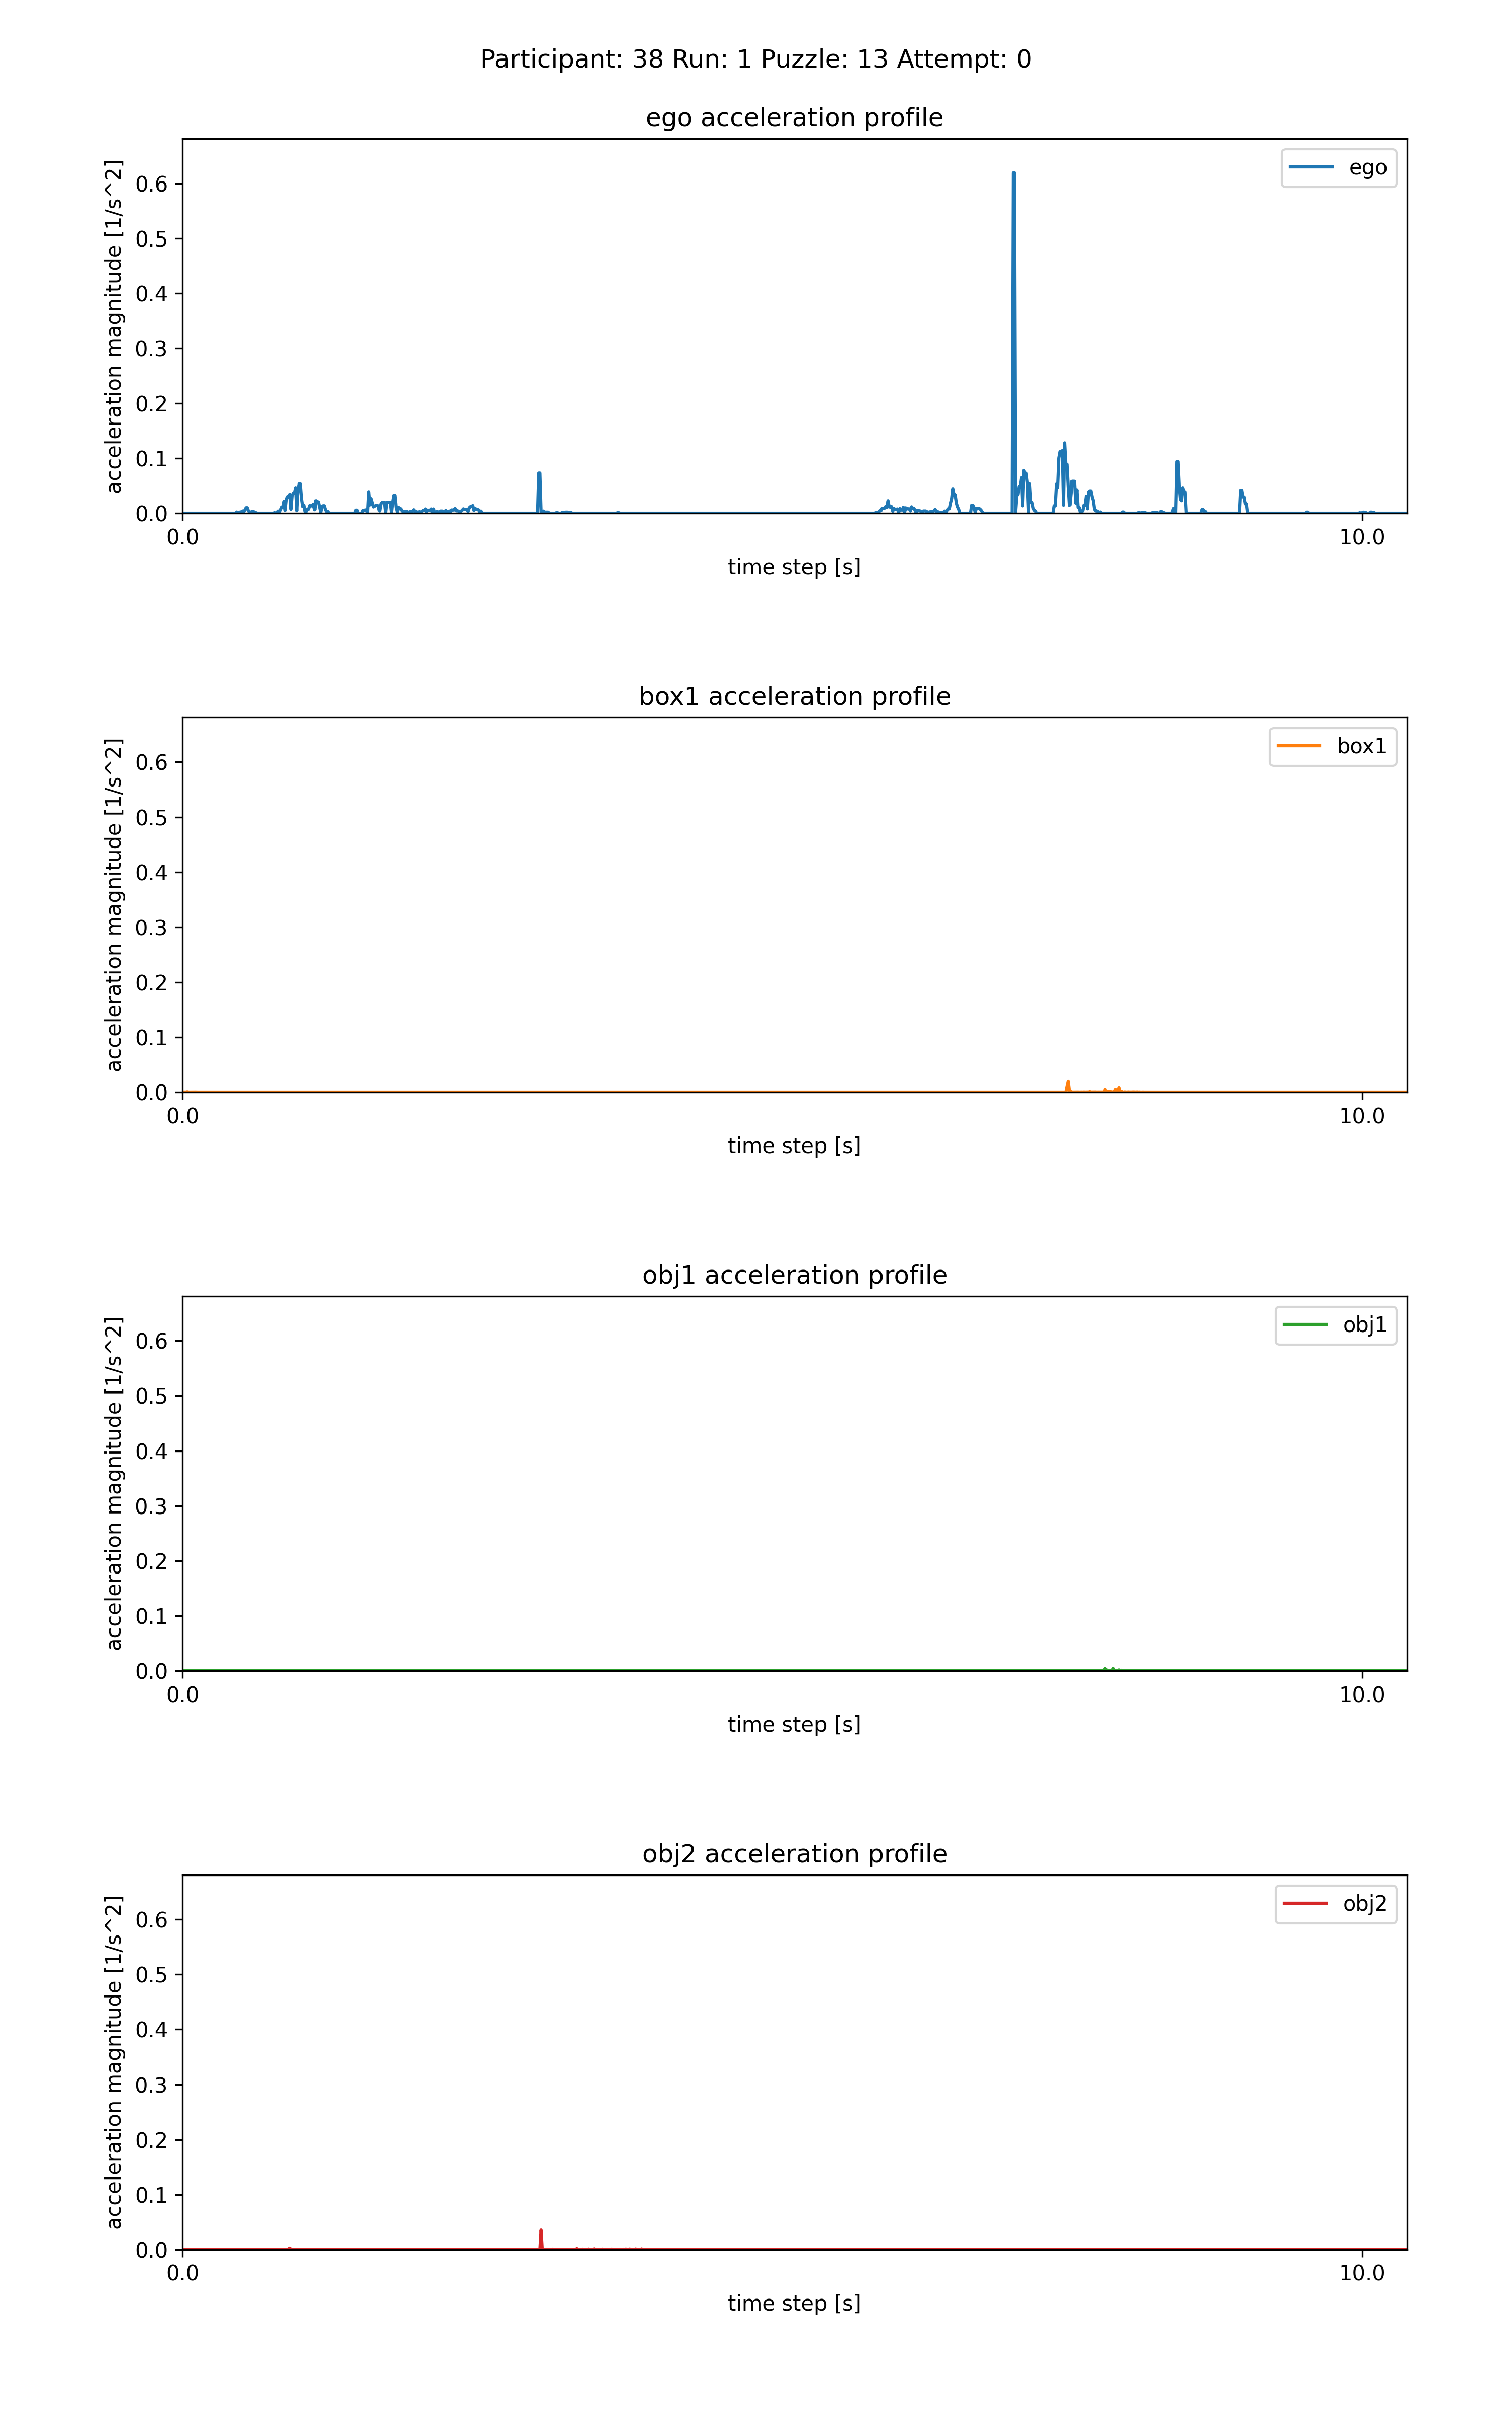 Participant: 38 Run: 1 Puzzle: 13 Attempt: 0
ego acceleration profile
ego
acceleration magnitude [1/s^2]
0.6
0.5
0.4
0.3
0.2
0.1
0.0
0.0 10.0
time step [s]
box1 acceleration profile
box1
acceleration magnitude [1/s^2]
0.6
0.5
0.4
0.3
0.2
0.1
0.0
0.0 10.0
time step [s]
obj1 acceleration profile
obj1
acceleration magnitude [1/s^2]
0.6
0.5
0.4
0.3
0.2
0.1
0.0
0.0 10.0
time step [s]
obj2 acceleration profile
obj2
acceleration magnitude [1/s^2]
0.6
0.5
0.4
0.3
0.2
0.1
0.0
0.0 10.0
time step [s]